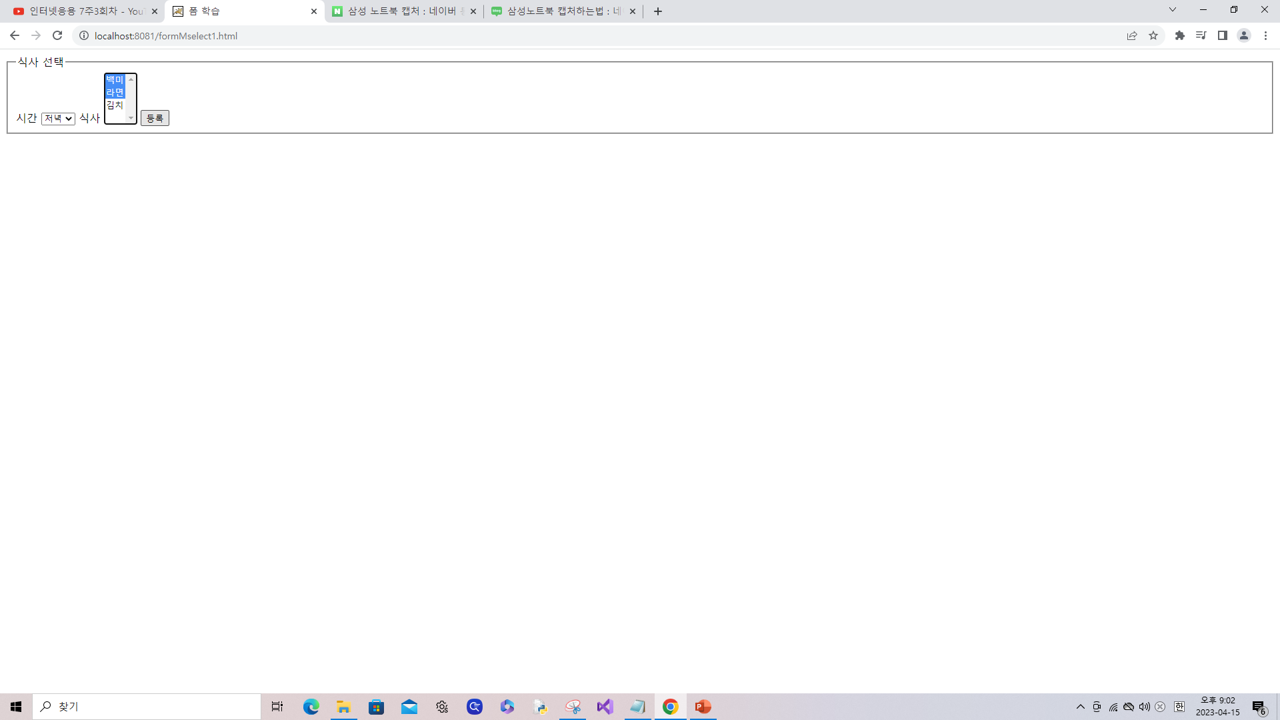 인터넷응용 7주3회차 - You
폼 학습
삼성 노트북 캡처 : 네이버
삼성노트북 캡처하는법 : 네
localhost:8081/formMselect1.html
식사 선택
백미
라면
김치
시간 저녁 식사 등록
찾기
오후 9:02
2023-04-15
6